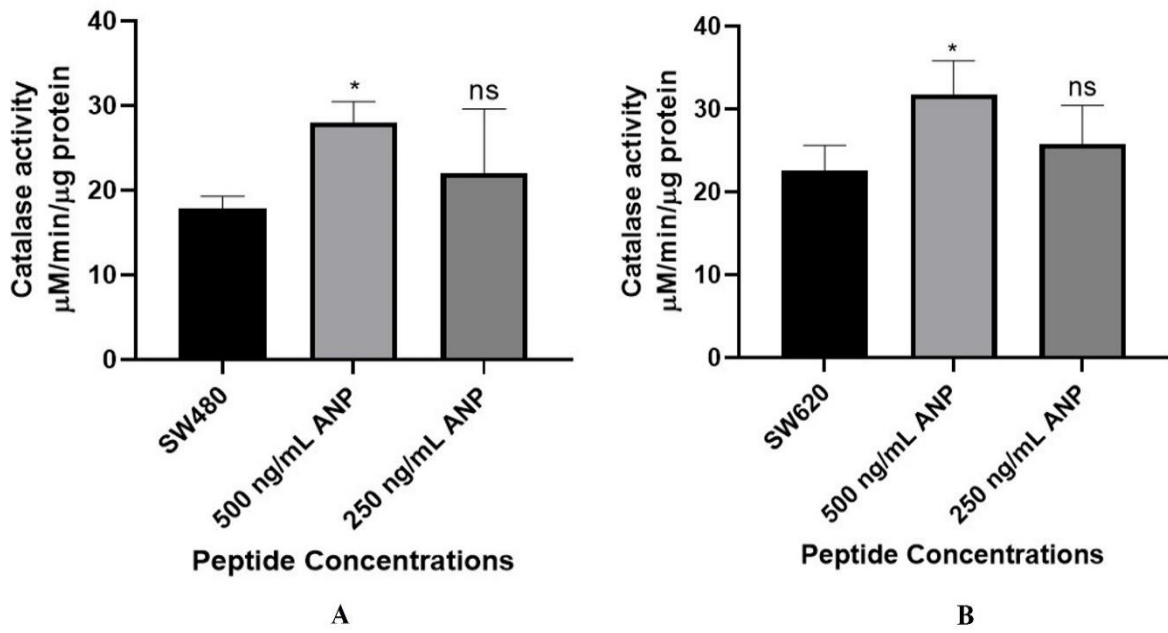 Catalase activity
μM/min/μg protein
40
30
20
10
0
*
ns
SW480
500 ng/mL ANP
250 ng/mL ANP
Peptide Concentrations
A
Catalase activity
μM/min/μg protein
40
30
20
10
0
*
ns
SW620
500 ng/mL ANP
250 ng/mL ANP
Peptide Concentrations
B